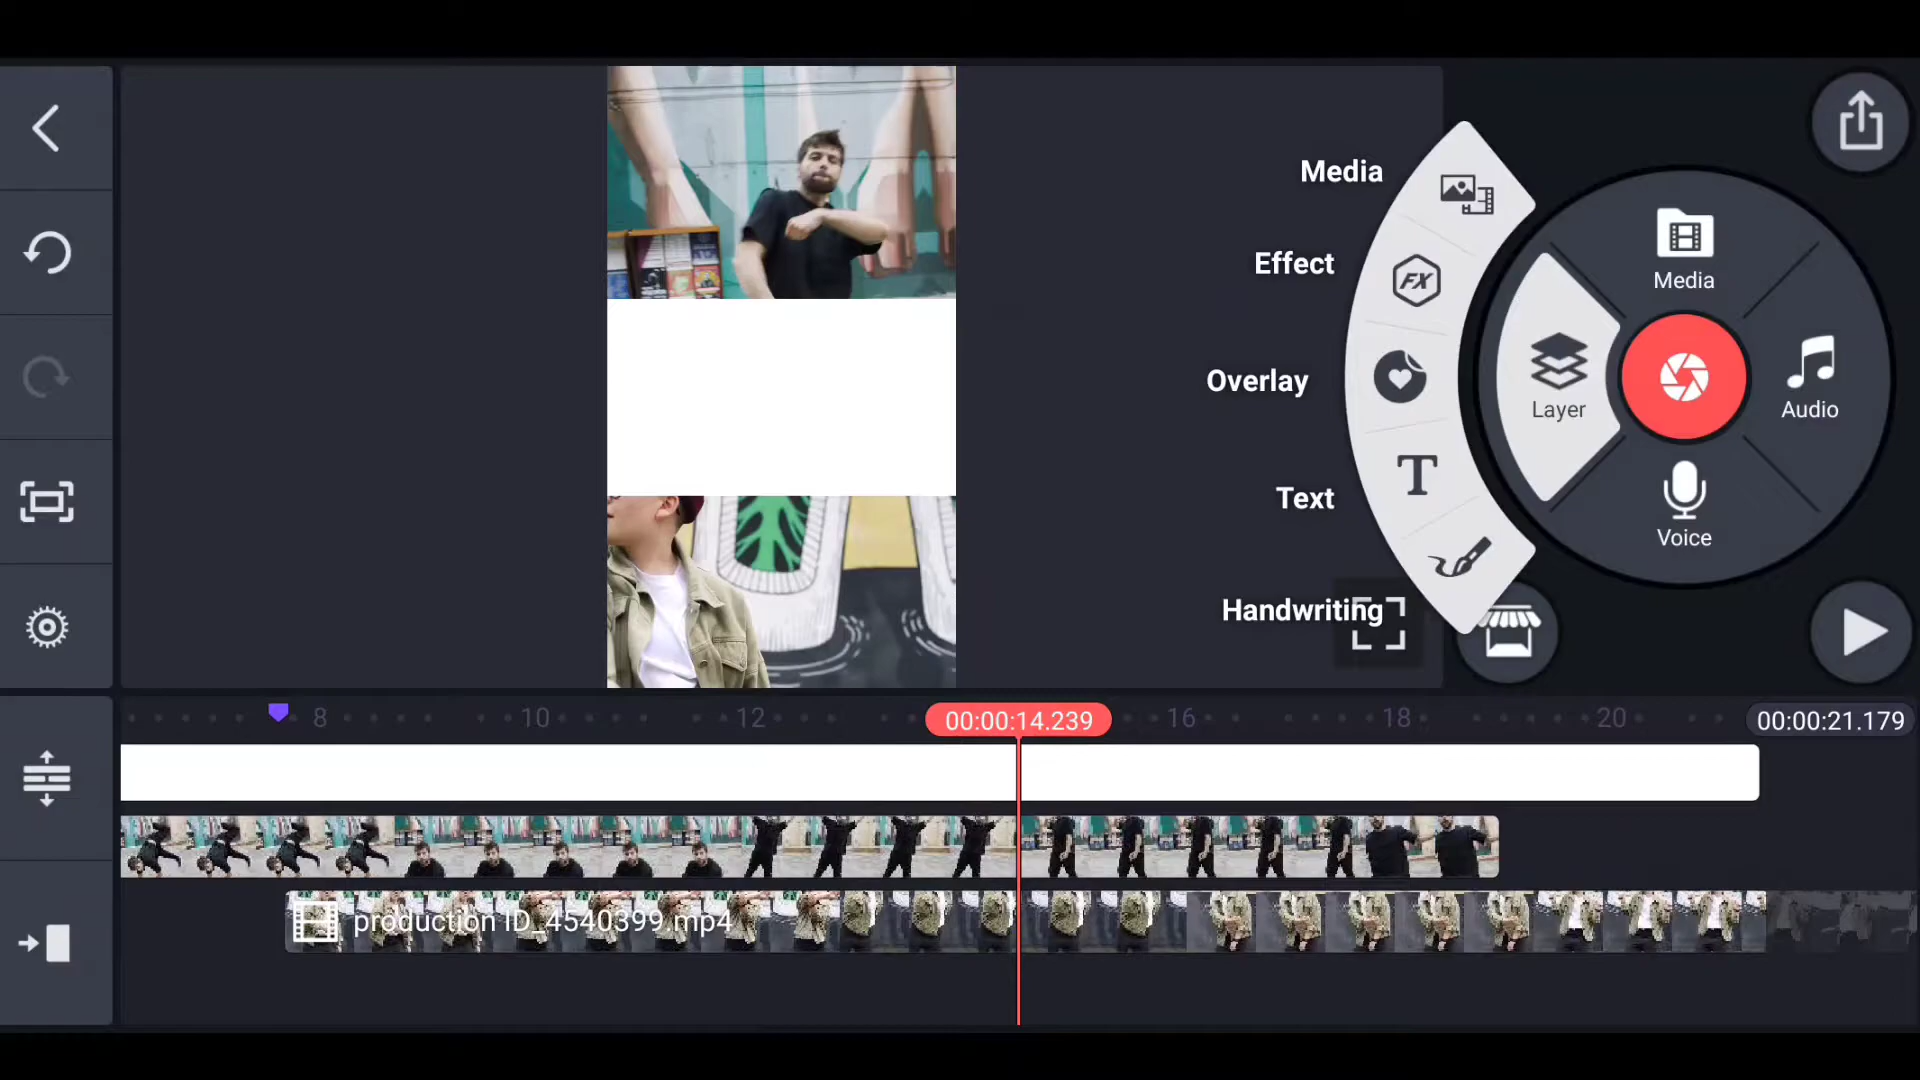 Media
Effect
Overlay
Text
Handwriting
FX
T
Media
Layer
Audio
Voice
8
10
12
00:00:14.239
16
18
20
00:00:21.179
production ID_4540399.mp4